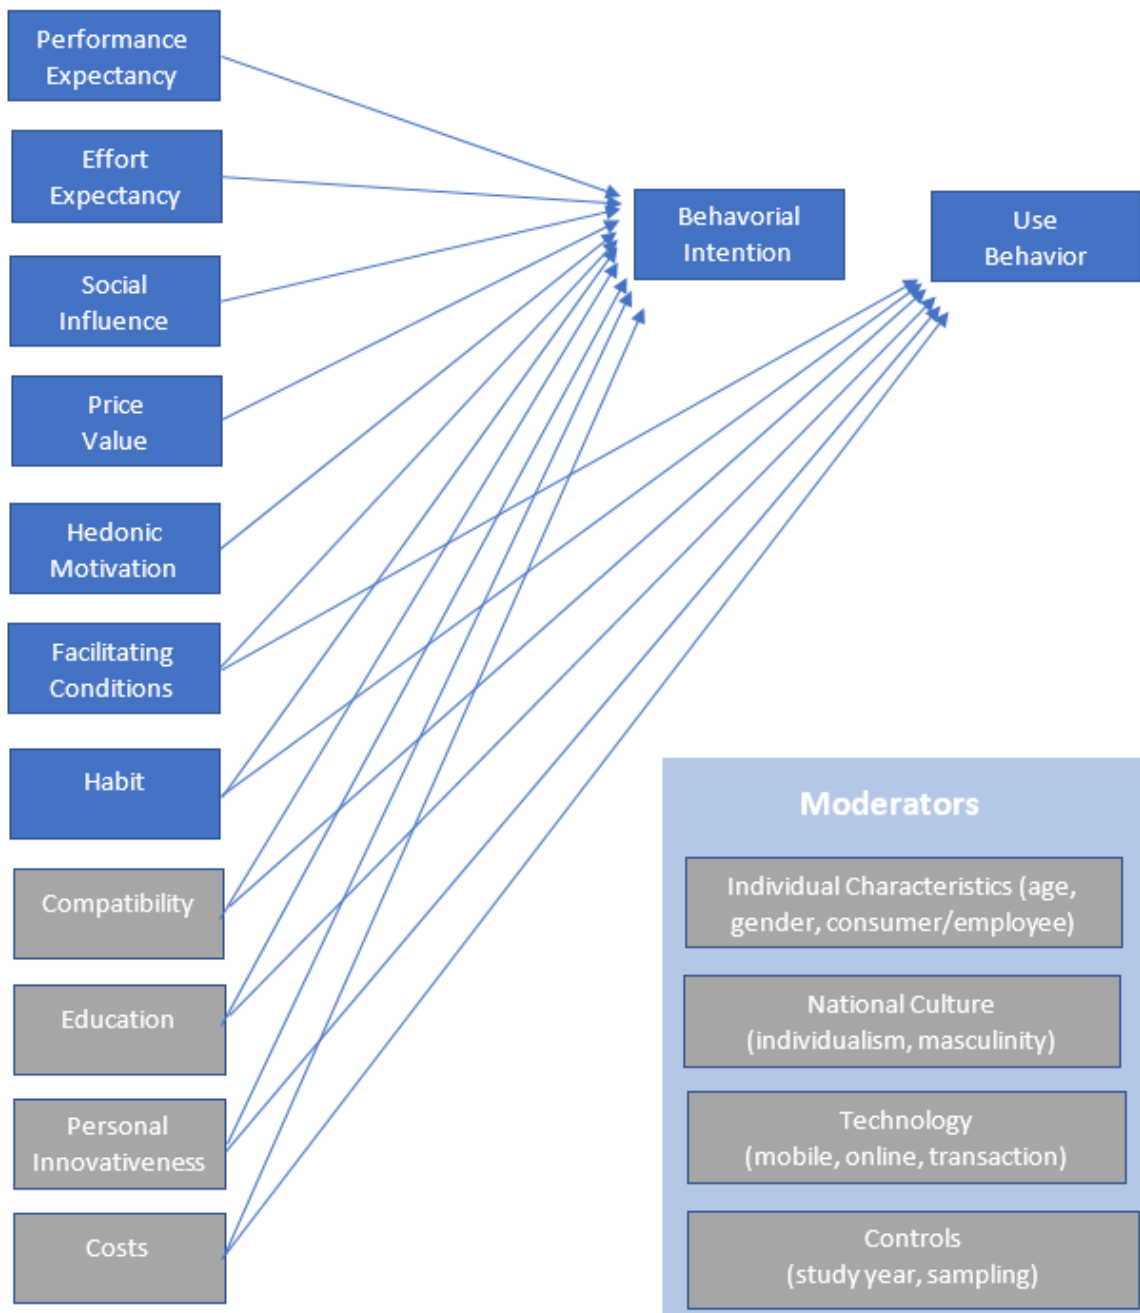 Performance
Expectancy
Effort
Expectancy
Social
Influence
Price
Value
Hedonic
Motivation
Facilitating
Conditions
Habit
Compatibility
Education
Personal
Innovativeness
Costs
Behavorial
Intention
Use
Behavior
Moderators
Individual Characteristics (age,
gender, consumer/employee)
National Culture
(individualism, masculinity)
Technology
(mobile, online, transaction)
Controls
(study year, sampling)